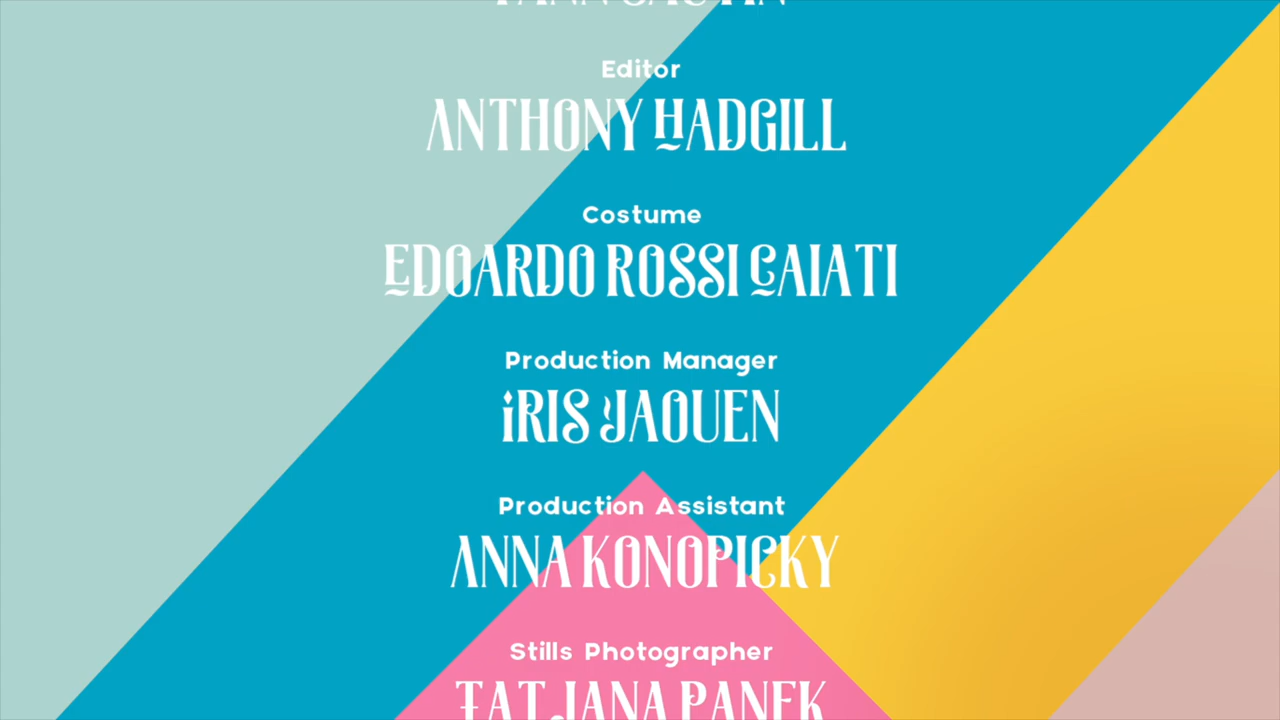 Editor
ANTHONY HADGILL
Costume
EDOARDO ROSSI CAIATI
Production Manager
IRIS JAOUEN
Production Assistant
ANNA KONOPICKY
Stills Photographer
TATJANA PANEK